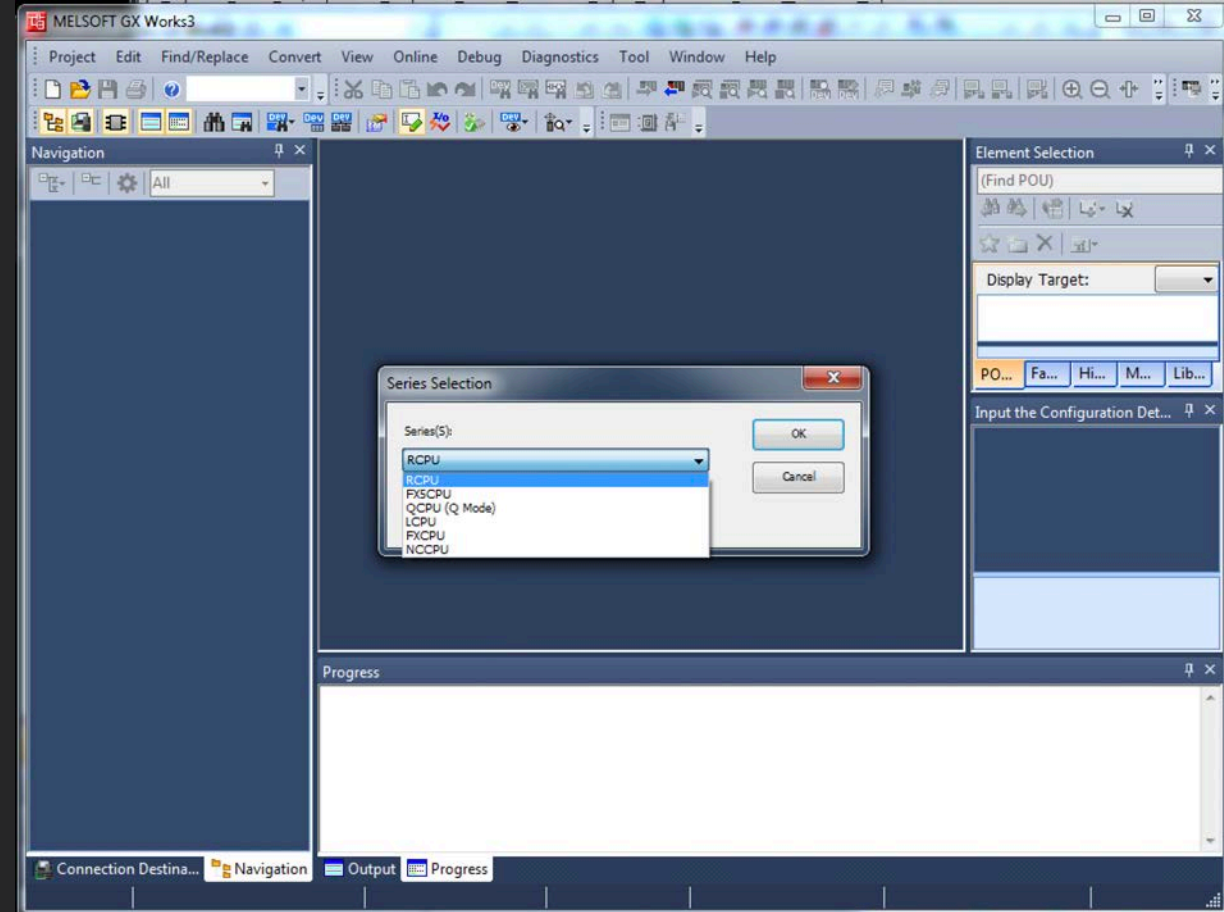 MELSOFT GX Works3
Project Edit Find/Replace Convert View Online Debug Diagnostics Tool Window Help
Navigation
All
Element Selection
(Find POU)
Display Target:
PO... Fa... Hi... M... Lib...
Input the Configuration Det...
Series Selection
Series(S):
RCPU
RCPU
FX5CPU
QCPU (Q Mode)
LCPU
FXCPU
NCCPU
OK
Cancel
Progress
Connection Destina... Navigation
Output Progress